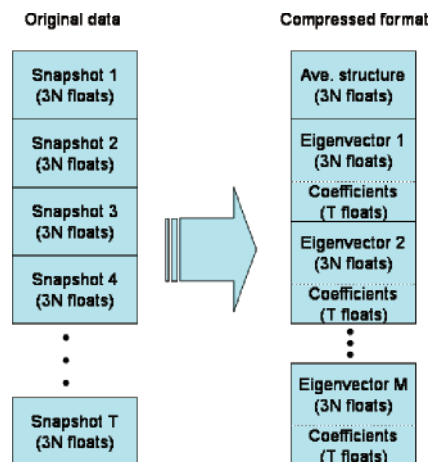 Original data
Snapshot 1
(3N floats)
Snapshot 2
(3N floats)
Snapshot 3
(3N floats)
Snapshot 4
(3N floats)
Snapshot T
(3N floats)
Compressed format
Ave. structure
(3N floats)
Eigenvector 1
(3N floats)
Coefficients
(T floats)
Eigenvector 2
(3N floats)
Coefficients
(T floats)
Eigenvector M
(3N floats)
Coefficients
(T floats)